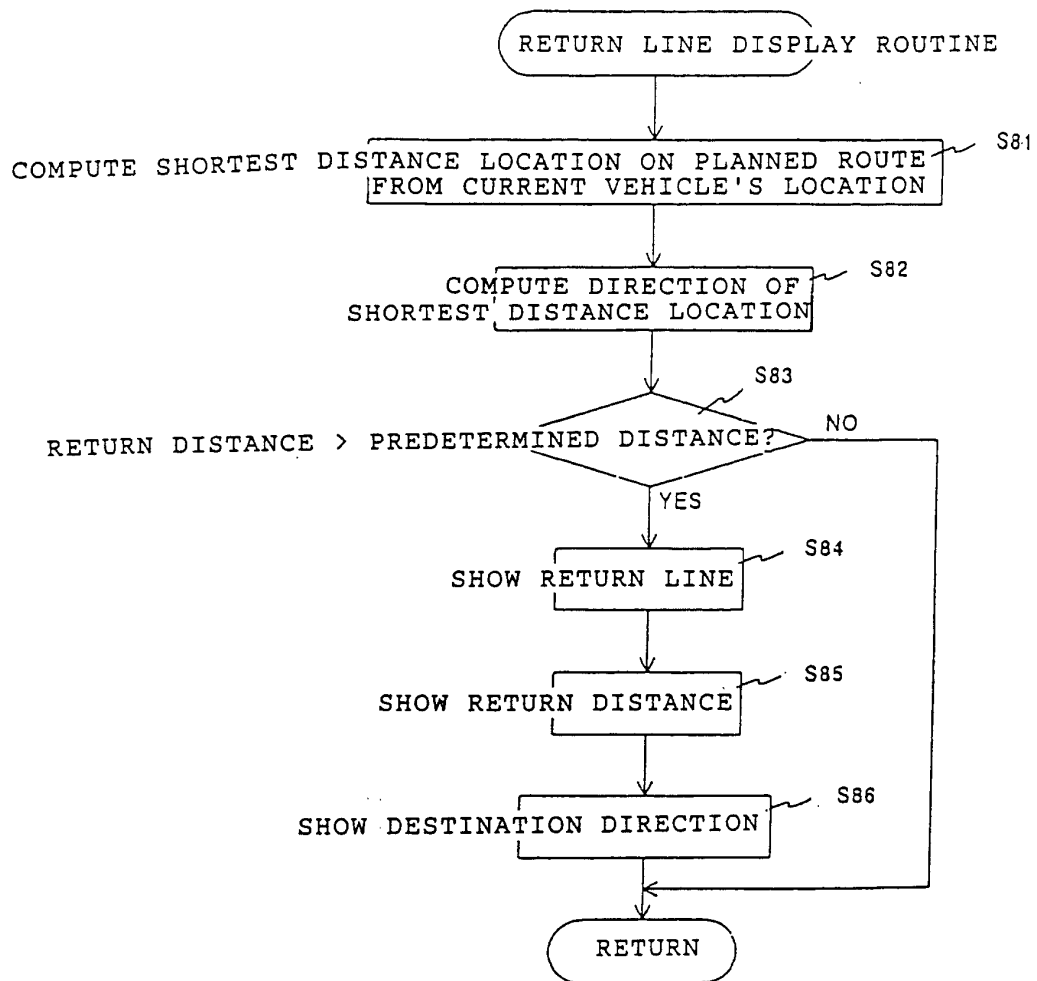 RETURN LINE DISPLAY ROUTINE
S81
COMPUTE SHORTEST DISTANCE LOCATION ON PLANNED ROUTE
FROM CURRENT VEHICLE'S LOCATION
S82
COMPUTE DIRECTION OF
SHORTEST DISTANCE LOCATION
S83
RETURN DISTANCE > PREDETERMINED DISTANCE?
NO
YES
S84
SHOW RETURN LINE
S85
SHOW RETURN DISTANCE
S86
SHOW DESTINATION DIRECTION
RETURN